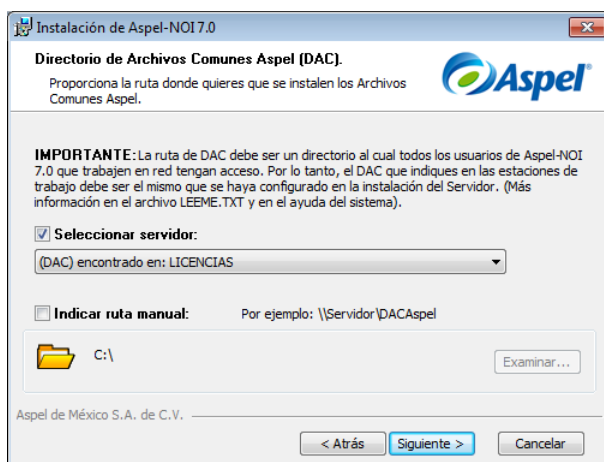 Instalación de Aspel-NOI 7.0
Directorio de Archivos Comunes Aspel (DAC).
Proporciona la ruta donde quieres que se instalen los Archivos
Comunes Aspel.
Aspel
IMPORTANTE: La ruta de DAC debe ser un directorio al cual todos los usuarios de Aspel-NOI
7.0 que trabajen en red tengan acceso. Por lo tanto, el DAC que indiques en las estaciones de
trabajo debe ser el mismo que se haya configurado en la instalación del Servidor. (Más
información en el archivo LEEME.TXT y en el ayuda del sistema).
Seleccionar servidor:
(DAC) encontrado en: LICENCIAS
Indicar ruta manual: Por ejemplo: \\Servidor\DACAspel
C:\
Examinar...
Aspel de México S.A. de C.V.
< Atrás Siguiente > Cancelar